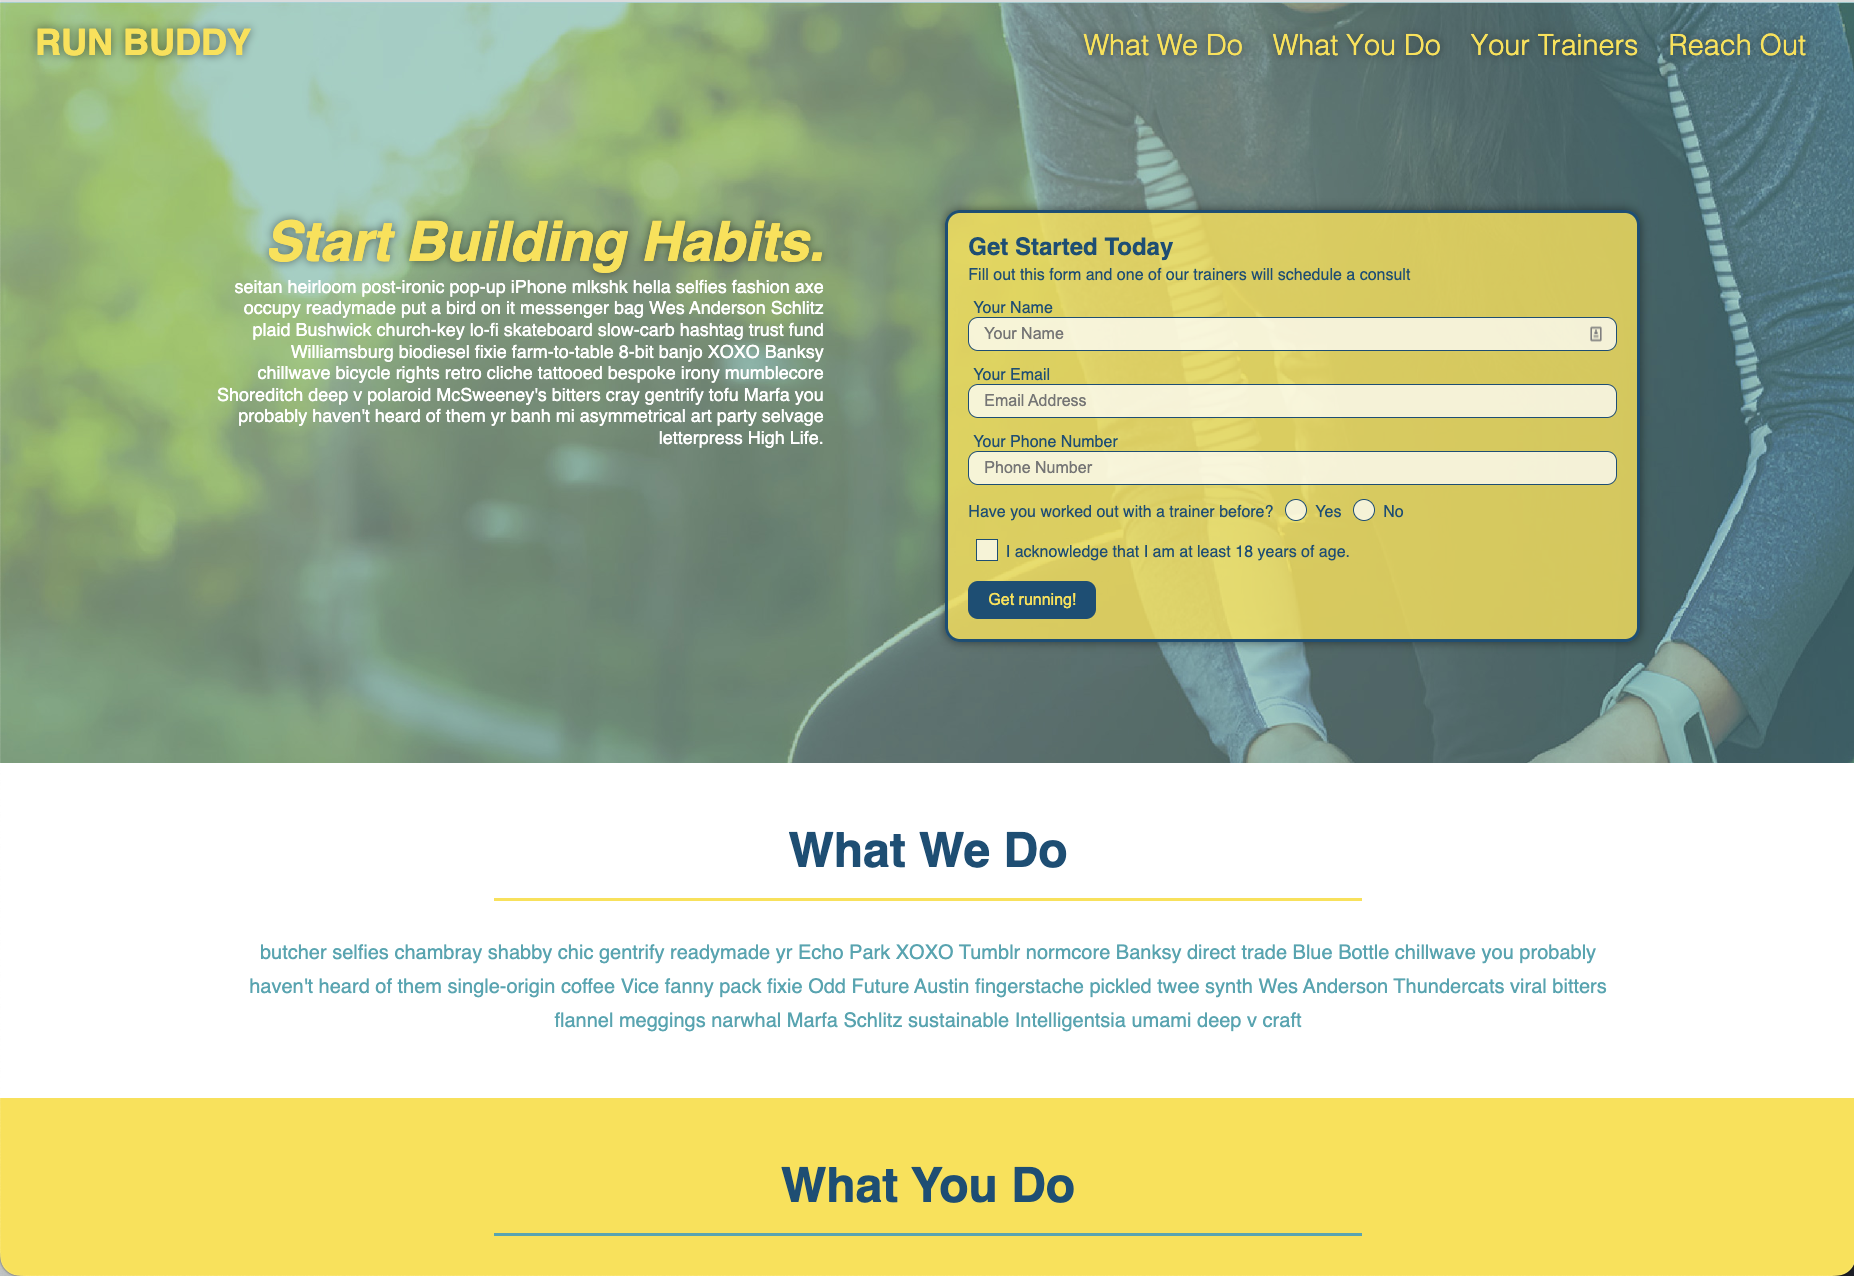 RUN BUDDY
What We Do What You Do Your Trainers Reach Out
Start Building Habits.
seitan heirloom post-ironic pop-up iPhone mlkshk hella selfies fashion axe
occupy readymade put a bird on it messenger bag Wes Anderson Schlitz
plaid Bushwick church-key lo-fi skateboard slow-carb hashtag trust fund
Williamsburg biodiesel fixie farm-to-table 8-bit banjo XOXO Banksy
chillwave bicycle rights retro cliche tattooed bespoke irony mumblecore
Shoreditch deep v polaroid McSweeney's bitters cray gentrify tofu Marfa you
probably haven't heard of them yr banh mi asymmetrical art party selvage
letterpress High Life.
Get Started Today
Fill out this form and one of our trainers will schedule a consult
Your Name
Your Name
Your Email
Email Address
Your Phone Number
Phone Number
Have you worked out with a trainer before? Yes No
I acknowledge that I am at least 18 years of age.
Get running!
What We Do
butcher selfies chambray shabby chic gentrify readymade yr Echo Park XOXO Tumblr normcore Banksy direct trade Blue Bottle chillwave you probably
haven't heard of them single-origin coffee Vice fanny pack fixie Odd Future Austin fingerstache pickled twee synth Wes Anderson Thundercats viral bitters
flannel meggings narwhal Marfa Schlitz sustainable Intelligentsia umami deep v craft
What You Do